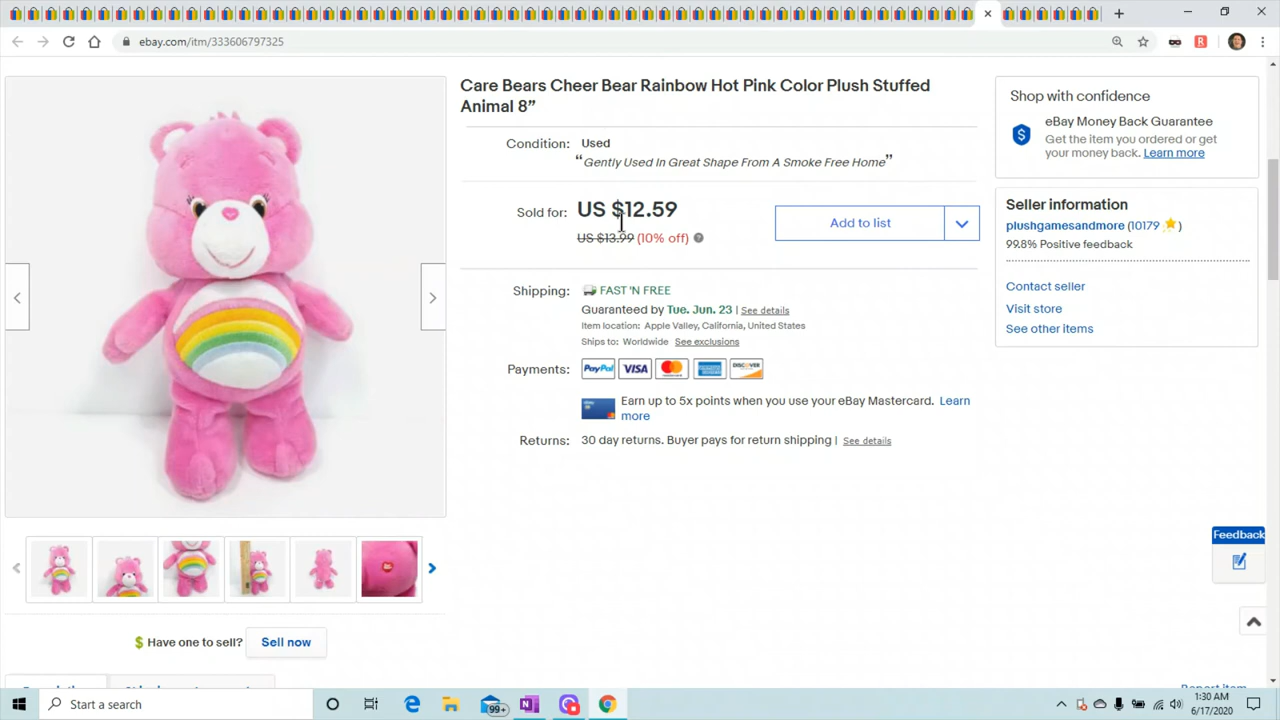 ebay.com/itm/333606797325
Care Bears Cheer Bear Rainbow Hot Pink Color Plush Stuffed
Animal 8”
Condition: Used
“Gently Used In Great Shape From A Smoke Free Home”
Sold for: US $12.59
US $13.99 (10% off)
Add to list
Shipping: FAST 'N FREE
Guaranteed by Tue. Jun. 23 | See details
Item location: Apple Valley, California, United States
Ships to: Worldwide See exclusions
Payments: PayPal VISA MasterCard DISCOVER
Earn up to 5x points when you use your eBay Mastercard. Learn
more
Returns: 30 day returns. Buyer pays for return shipping | See details
Shop with confidence
eBay Money Back Guarantee
Get the item you ordered or get
your money back. Learn more
Seller information
plushgamesandmore (10179 )
99.8% Positive feedback
Contact seller
Visit store
See other items
Feedback
$ Have one to sell? Sell now
Report item
Start a search
99+
1:30 AM
6/17/2020